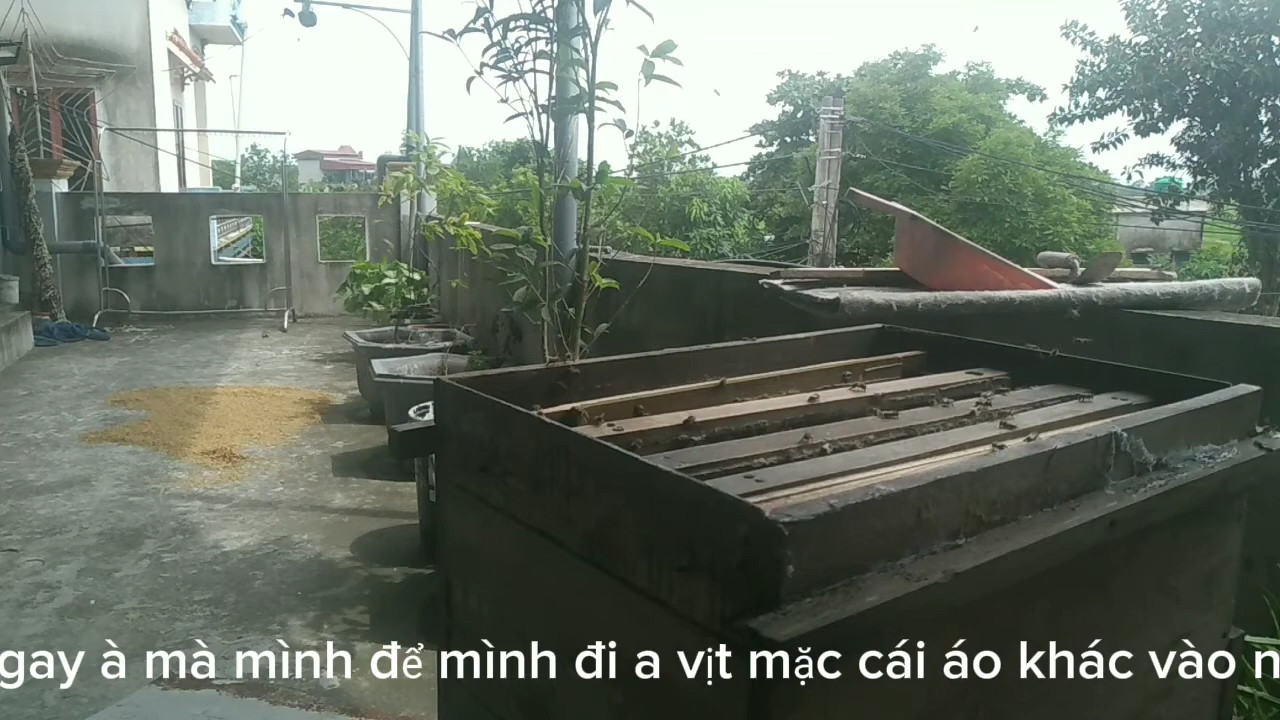 gay à mà mình để mình đi a vịt mặc cái áo khác vào n